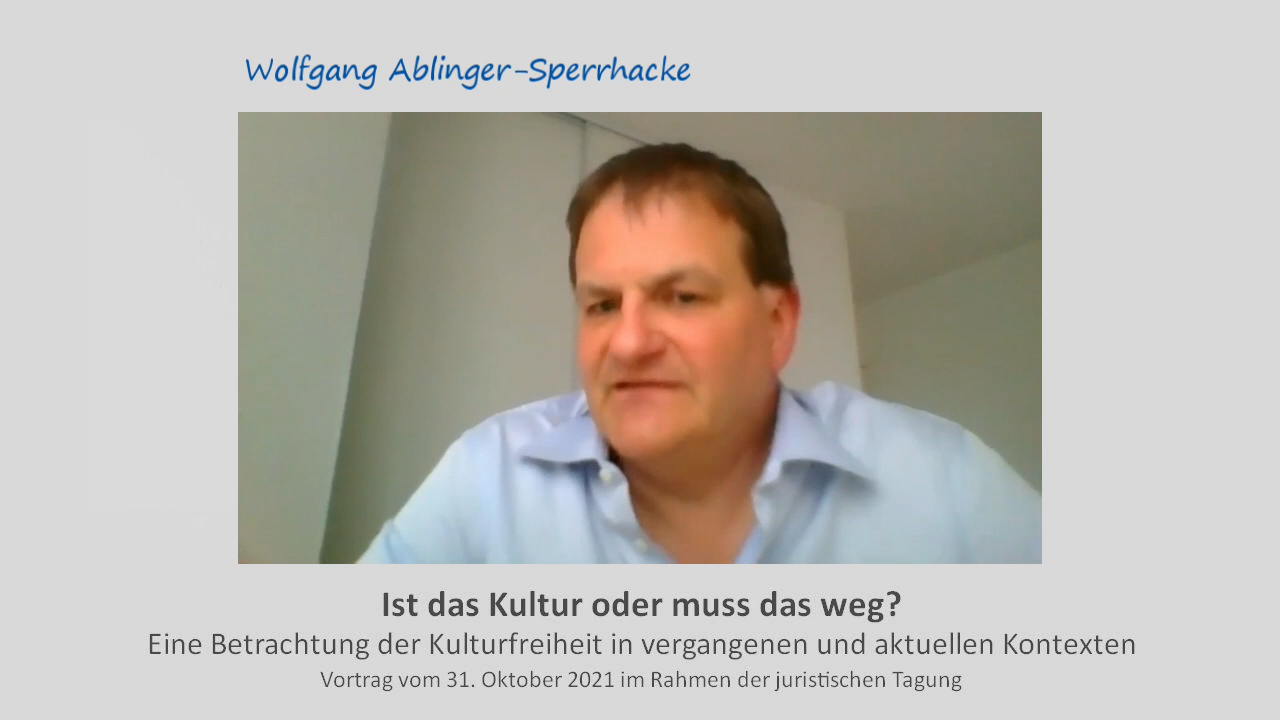 Wolfgang Ablinger-Sperrhacke
Ist das Kultur oder muss das weg?
Eine Betrachtung der Kulturfreiheit in vergangenen und aktuellen Kontexten
Vortrag vom 31. Oktober 2021 im Rahmen der juristischen Tagung